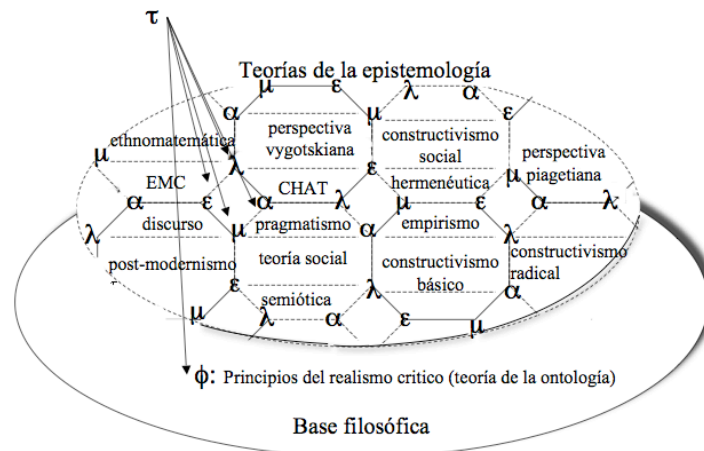 τ
Teorías de la epistemología
μ ε λ α
α μ ε
ethnomatemática
perspectiva
vygotskiana
constructivismo
social
perspectiva
piagetiana
μ λ ε μ
EMC
CHAT
hermenéutica
α ε α λ μ ε α λ
discurso
pragmatismo
empirismo
λ μ α λ
post-modernismo
teoría social
constructivismo
básico
constructivismo
radical
ε λ α
semiótica
μ λ α ε μ
ϕ: Principios del realismo critico (teoría de la ontología)
Base filosófica